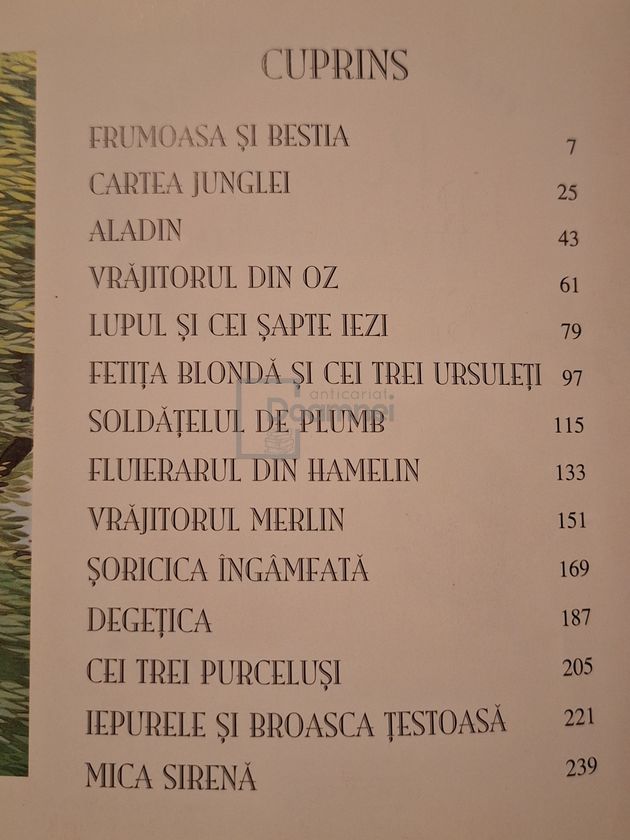 CUPRINS
FRUMOASA ȘI BESTIA 7
CARTEA JUNGLEI 25
ALADIN 43
VRĂJITORUL DIN OZ 61
LUPUL ȘI CEI ȘAPTE IEZI 79
FETIȚA BLONDĂ ȘI CEI TREI URSULEȚI 97
anticariat
Doamnei
SOLDĂȚELUL DE PLUMB 115
FLUIERARUL DIN HAMELIN 133
VRĂJITORUL MERLIN 151
ȘORICICA ÎNGÂMFATĂ 169
DEGEȚICA 187
CEI TREI PURCELUȘI 205
IEPURELE ȘI BROASCA ȚESTOASĂ 221
MICA SIRENĂ 239